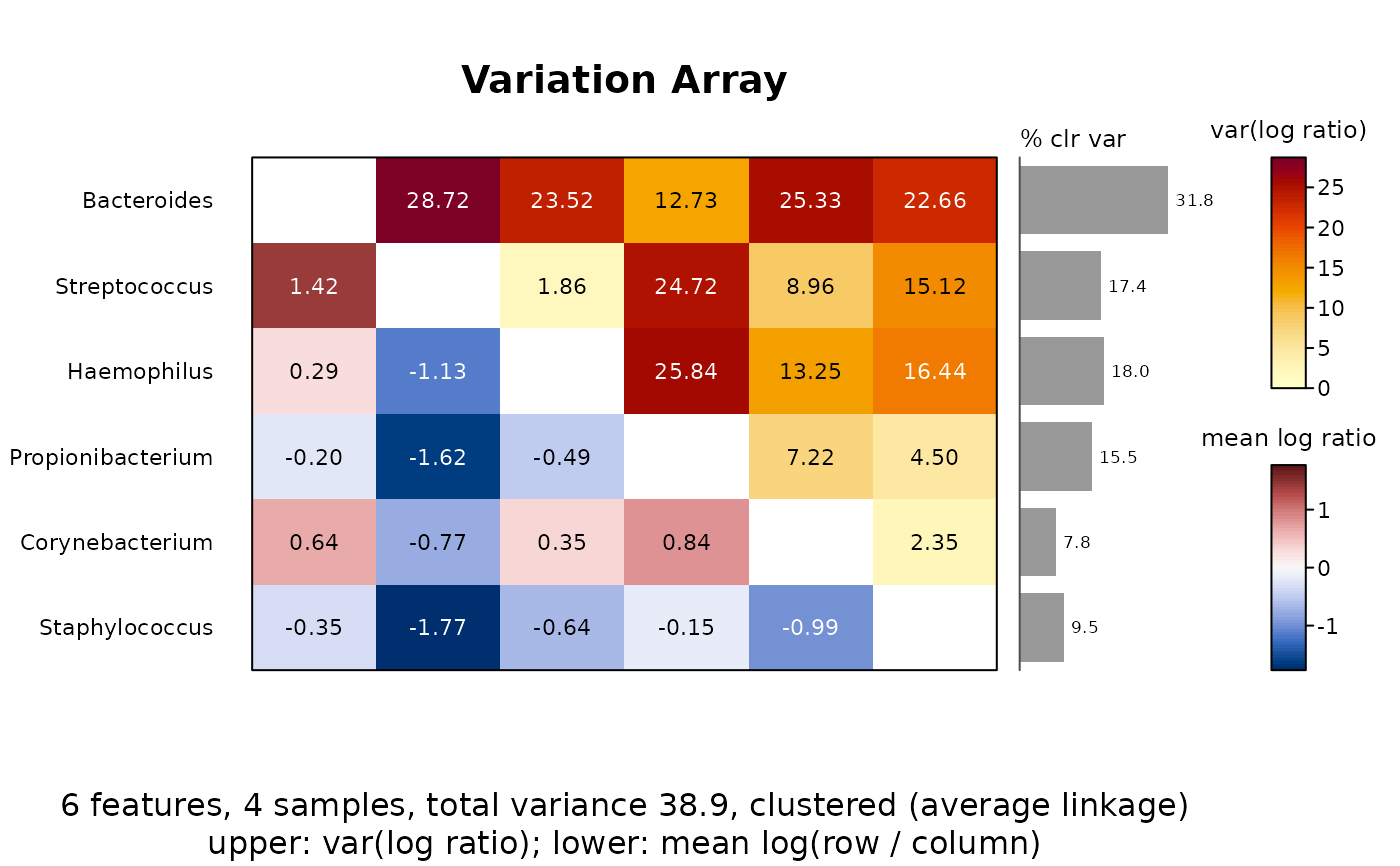 Variation Array
% clr var
var(log ratio)
Bacteroides 28.72 23.52 12.73 25.33 22.66 31.8
Streptococcus 1.42 1.86 24.72 8.96 15.12 17.4
Haemophilus 0.29 -1.13 25.84 13.25 16.44 18.0
Propionibacterium -0.20 -1.62 -0.49 7.22 4.50 15.5
Corynebacterium 0.64 -0.77 0.35 0.84 2.35 7.8
Staphylococcus -0.35 -1.77 -0.64 -0.15 -0.99 9.5
25
20
15
10
5
0
mean log ratio
1
0
-1
6 features, 4 samples, total variance 38.9, clustered (average linkage)
upper: var(log ratio); lower: mean log(row / column)